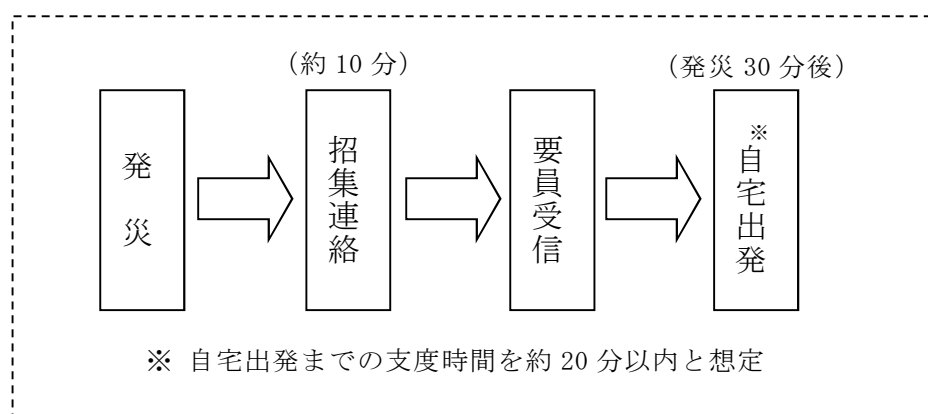 （約 10 分）
（発災 30 分後）
発災
招集連絡
要員受信
※自宅出発
※ 自宅出発までの支度時間を約 20 分以内と想定